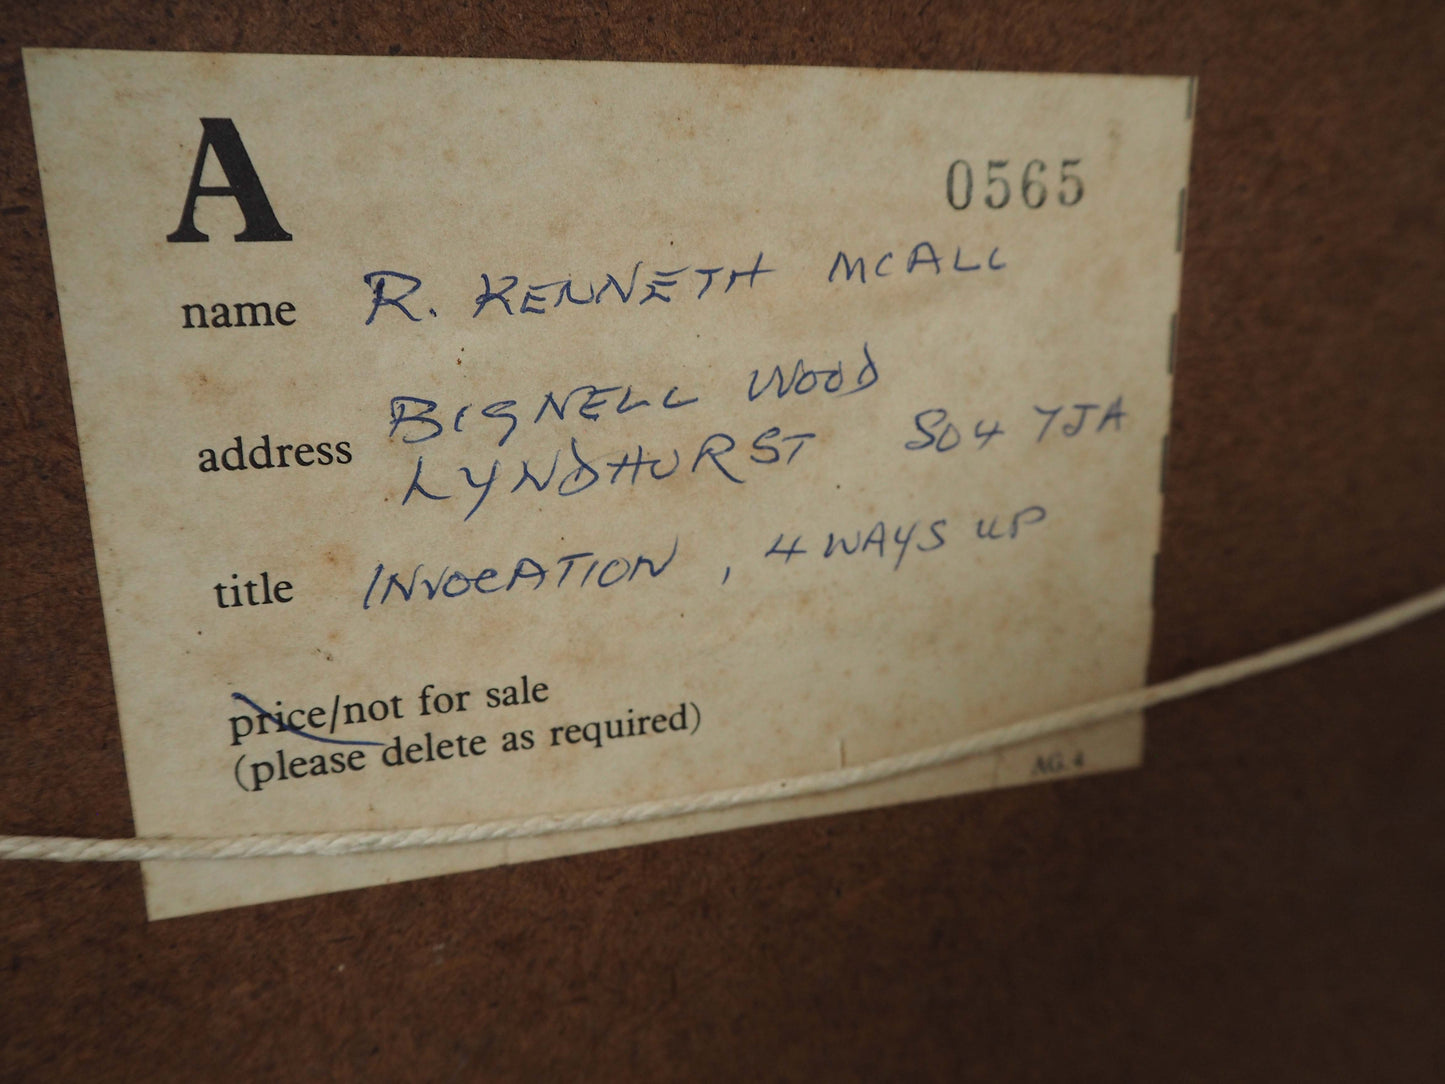 A
0565
name R. KENNETH MCALL
address BIGNELL WOOD
LYNDHURST SO4 7JA
title INVOCATION, 4 WAYS UP
price/not for sale
(please delete as required)
AG. 4